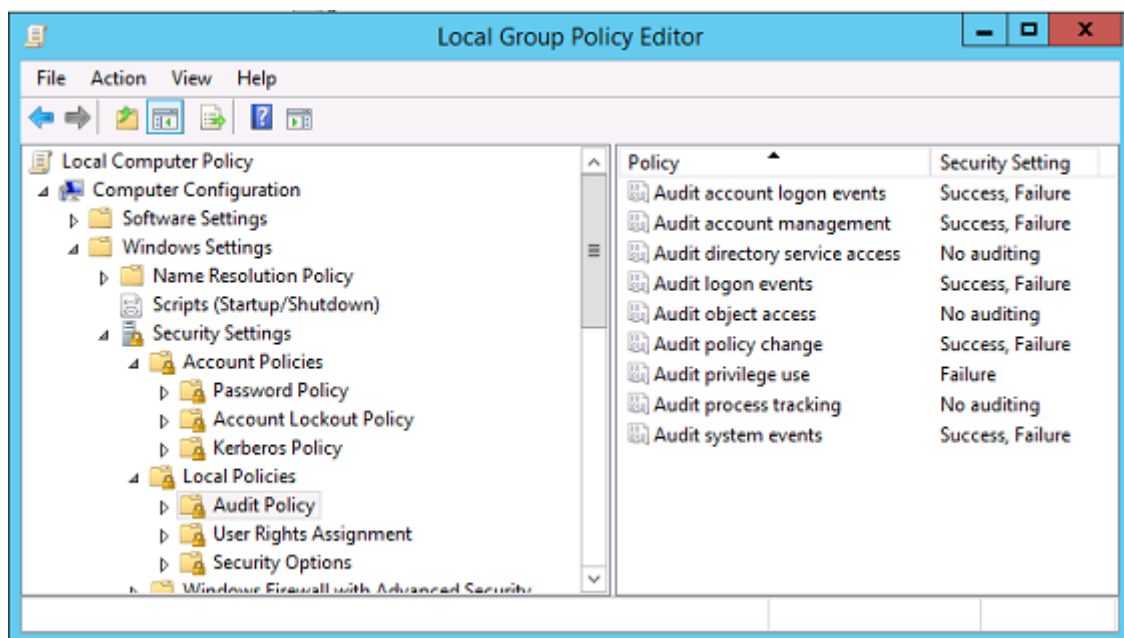 Local Group Policy Editor
File Action View Help
Local Computer Policy
Computer Configuration
Software Settings
Windows Settings
Name Resolution Policy
Scripts (Startup/Shutdown)
Security Settings
Account Policies
Password Policy
Account Lockout Policy
Kerberos Policy
Local Policies
Audit Policy
User Rights Assignment
Security Options
Windows Firewall with Advanced Security
Policy Security Setting
Audit account logon events Success, Failure
Audit account management Success, Failure
Audit directory service access No auditing
Audit logon events Success, Failure
Audit object access No auditing
Audit policy change Success, Failure
Audit privilege use Failure
Audit process tracking No auditing
Audit system events Success, Failure